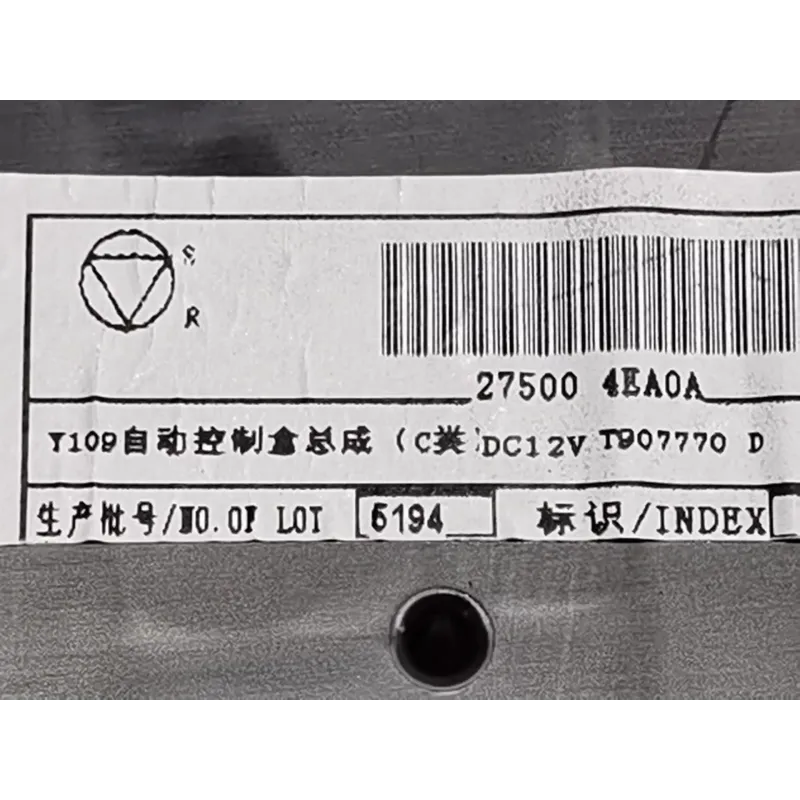 S
R
27500 4EA0A
Y109自动控制盒总成（C类 DC12V T907770 D
生产批号/NO.OF LOT 5194 标识/INDEX